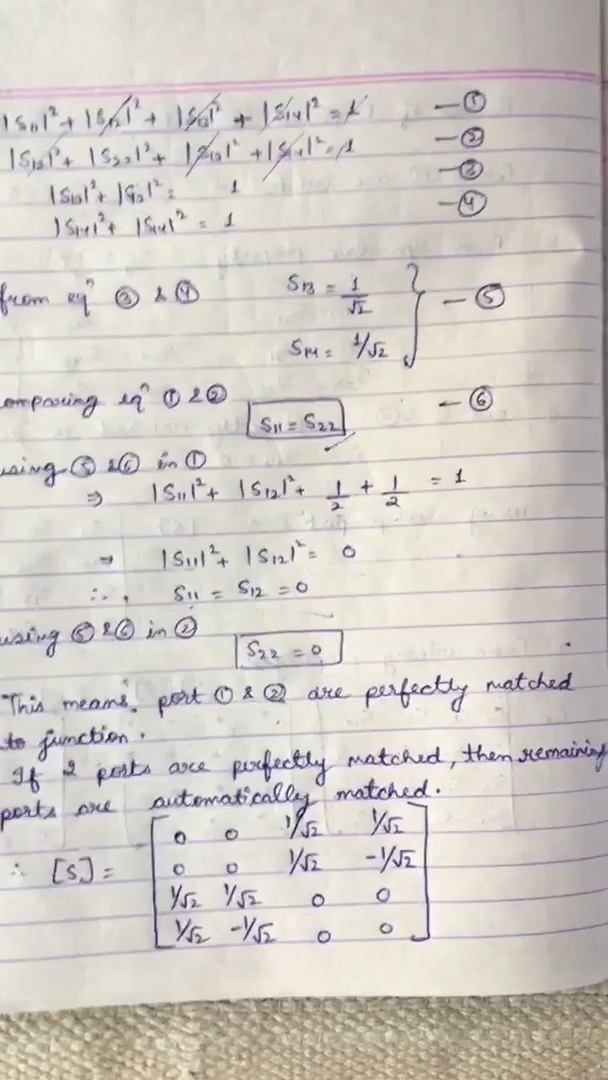 |S11|² + |S12|² + |S13|² + |S14|² = 1 — ①
|S12|² + |S22|² + |S13|² + |S14|² = 1 — ②
|S13|² + |S13|² = 1 — ③
|S14|² + |S14|² = 1 — ④
from eqⁿ ③ & ④ S13 = 1/√2
S14 = 1/√2 } — ⑤
omparing eqⁿ ① & ② S11 = S22 — ⑥
using ⑤ & ⑥ in ①
⇒ |S11|² + |S12|² + 1/2 + 1/2 = 1
⇒ |S11|² + |S12|² = 0
∴ S11 = S12 = 0
using ⑤ & ⑥ in ② S22 = 0
This means, port ① & ② are perfectly matched
to junction.
If 2 ports are perfectly matched, then remaining
ports are automatically matched.
∴ [S] = [ 0 0 1/√2 1/√2
0 0 1/√2 -1/√2
1/√2 1/√2 0 0
1/√2 -1/√2 0 0 ]